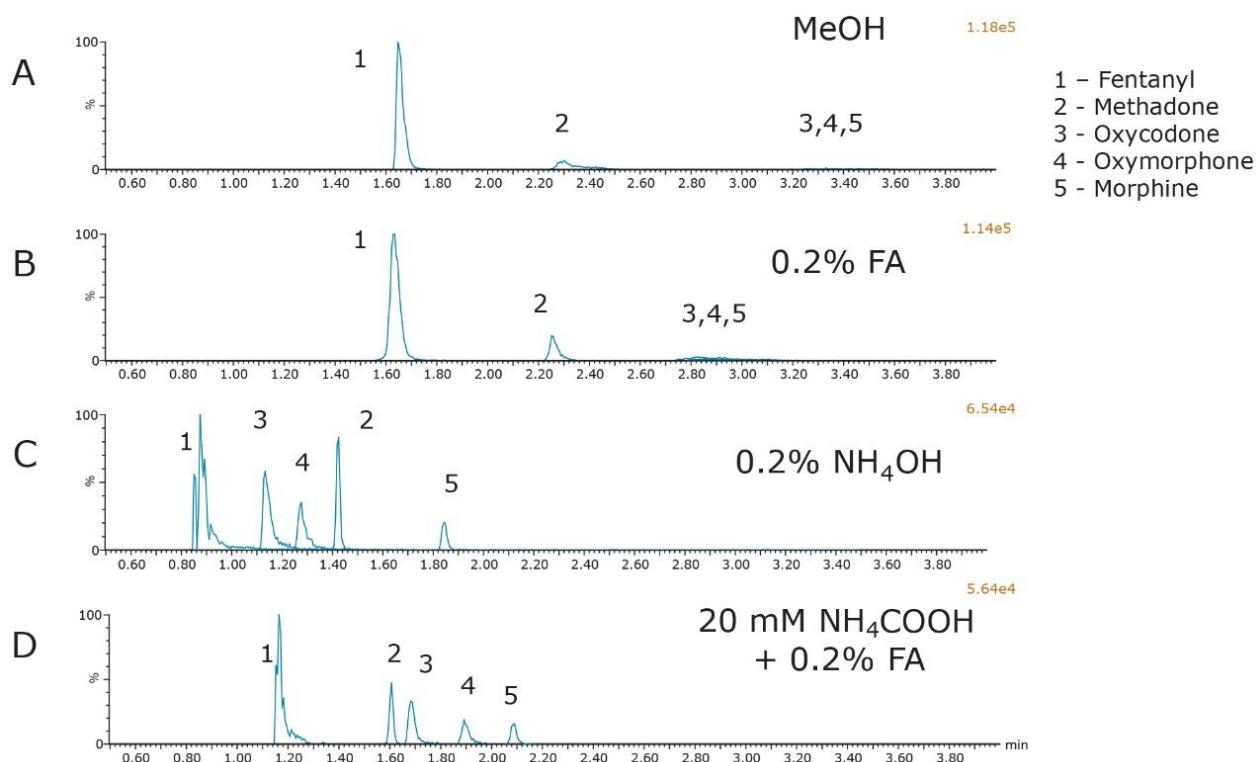 MeOH
1.18e5
A
100
%
0
1
2
3,4,5
0.60 0.80 1.00 1.20 1.40 1.60 1.80 2.00 2.20 2.40 2.60 2.80 3.00 3.20 3.40 3.60 3.80
1 – Fentanyl
2 - Methadone
3 - Oxycodone
4 - Oxymorphone
5 - Morphine
1.14e5
B
100
%
0
1
2
3,4,5
0.2% FA
0.60 0.80 1.00 1.20 1.40 1.60 1.80 2.00 2.20 2.40 2.60 2.80 3.00 3.20 3.40 3.60 3.80
6.54e4
C
100
%
0
1
3
4
2
5
0.2% NH₄OH
0.60 0.80 1.00 1.20 1.40 1.60 1.80 2.00 2.20 2.40 2.60 2.80 3.00 3.20 3.40 3.60 3.80
5.64e4
D
100
%
0
1
2
3
4
5
20 mM NH₄COOH
+ 0.2% FA
min
0.60 0.80 1.00 1.20 1.40 1.60 1.80 2.00 2.20 2.40 2.60 2.80 3.00 3.20 3.40 3.60 3.80